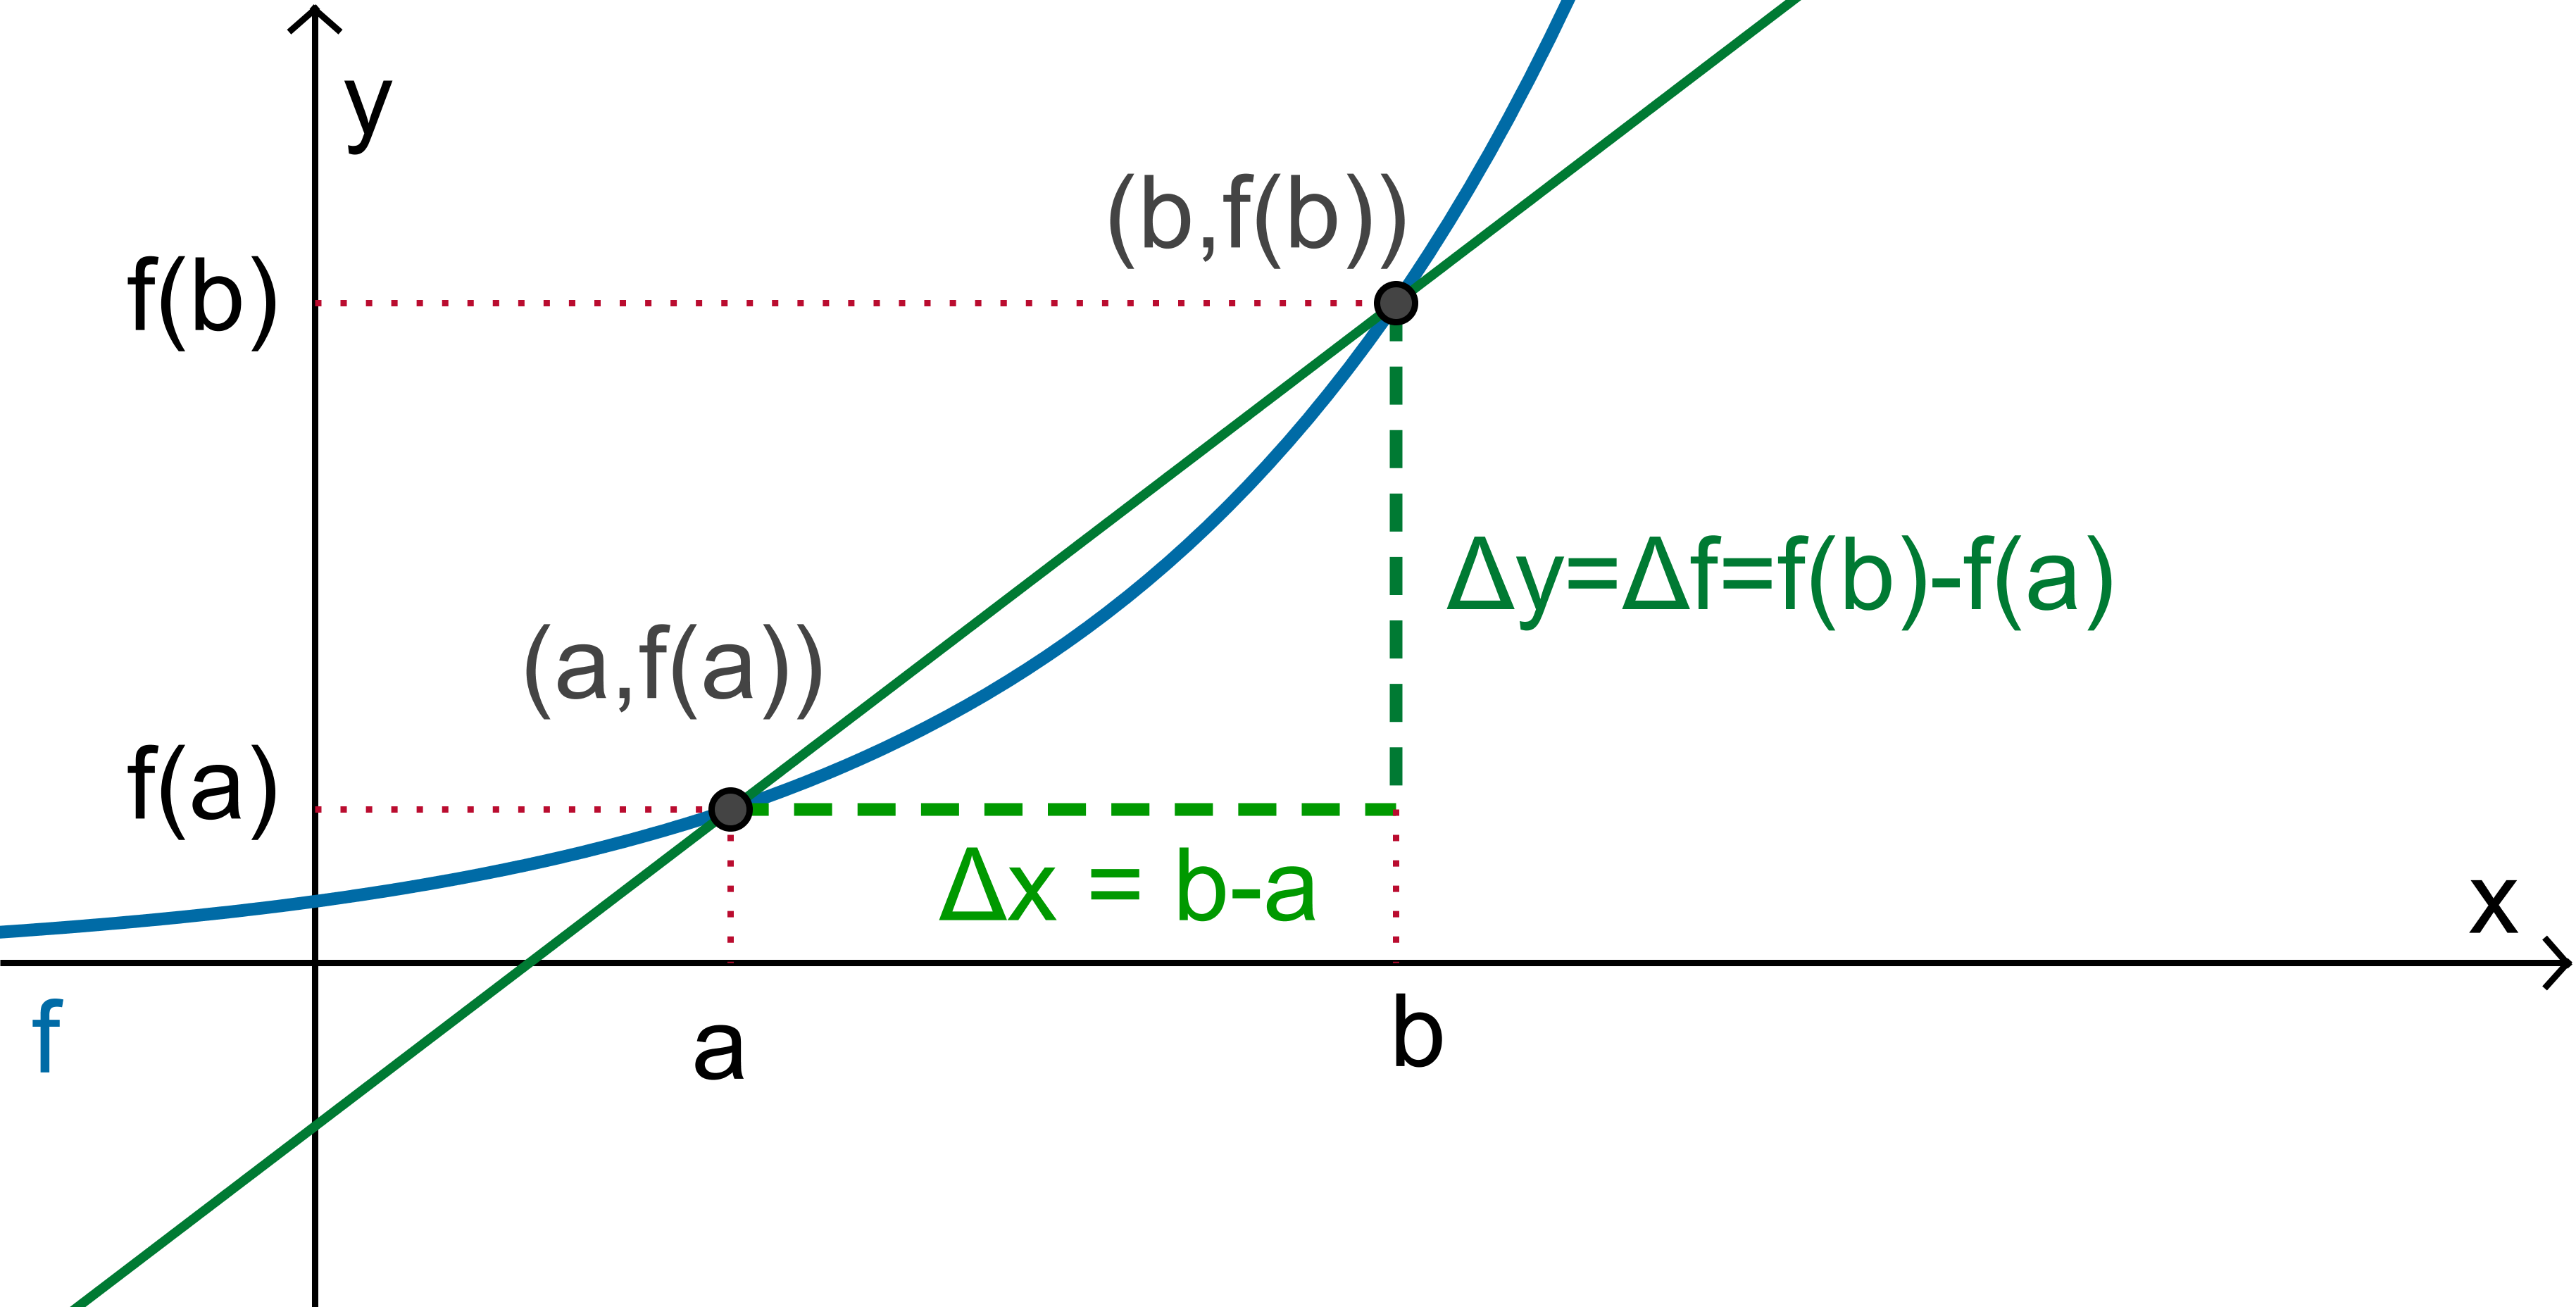 y
(b,f(b))
f(b)
Δy=Δf=f(b)-f(a)
(a,f(a))
f(a)
Δx = b-a
x
f
a
b